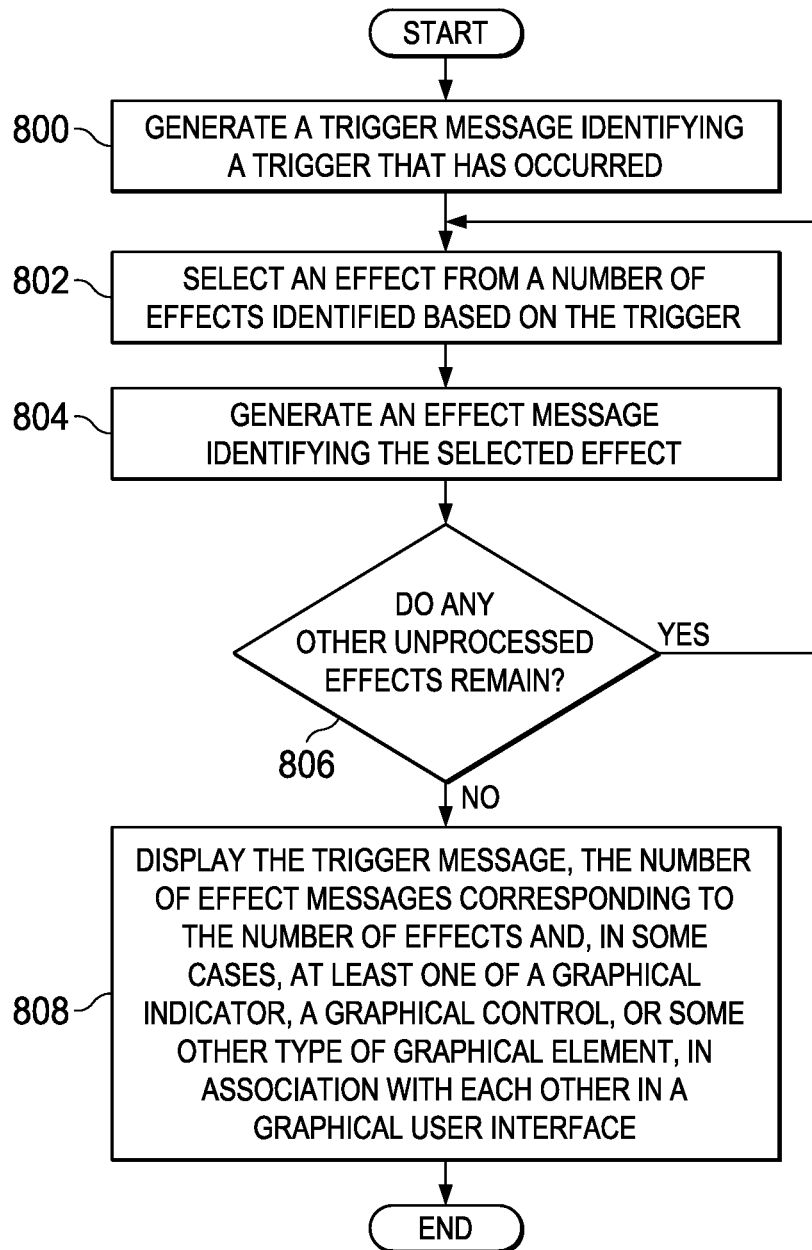 START
800
GENERATE A TRIGGER MESSAGE IDENTIFYING
A TRIGGER THAT HAS OCCURRED
802
SELECT AN EFFECT FROM A NUMBER OF
EFFECTS IDENTIFIED BASED ON THE TRIGGER
804
GENERATE AN EFFECT MESSAGE
IDENTIFYING THE SELECTED EFFECT
DO ANY
OTHER UNPROCESSED
EFFECTS REMAIN?
YES
806
NO
808
DISPLAY THE TRIGGER MESSAGE, THE NUMBER
OF EFFECT MESSAGES CORRESPONDING TO
THE NUMBER OF EFFECTS AND, IN SOME
CASES, AT LEAST ONE OF A GRAPHICAL
INDICATOR, A GRAPHICAL CONTROL, OR SOME
OTHER TYPE OF GRAPHICAL ELEMENT, IN
ASSOCIATION WITH EACH OTHER IN A
GRAPHICAL USER INTERFACE
END